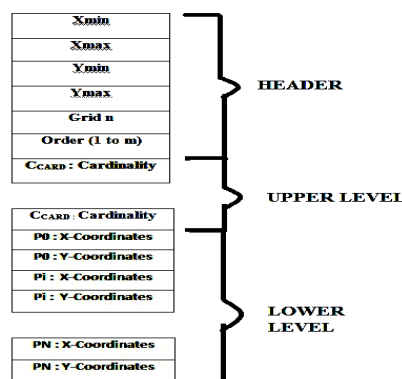 Xmin
Xmax
Ymin
Ymax
Grid n
Order (1 to m)
CCARD : Cardinality
HEADER
UPPER LEVEL
CCARD : Cardinality
P0 : X-Coordinates
P0 : Y-Coordinates
Pi : X-Coordinates
Pi : Y-Coordinates
LOWER
LEVEL
PN : X-Coordinates
PN : Y-Coordinates